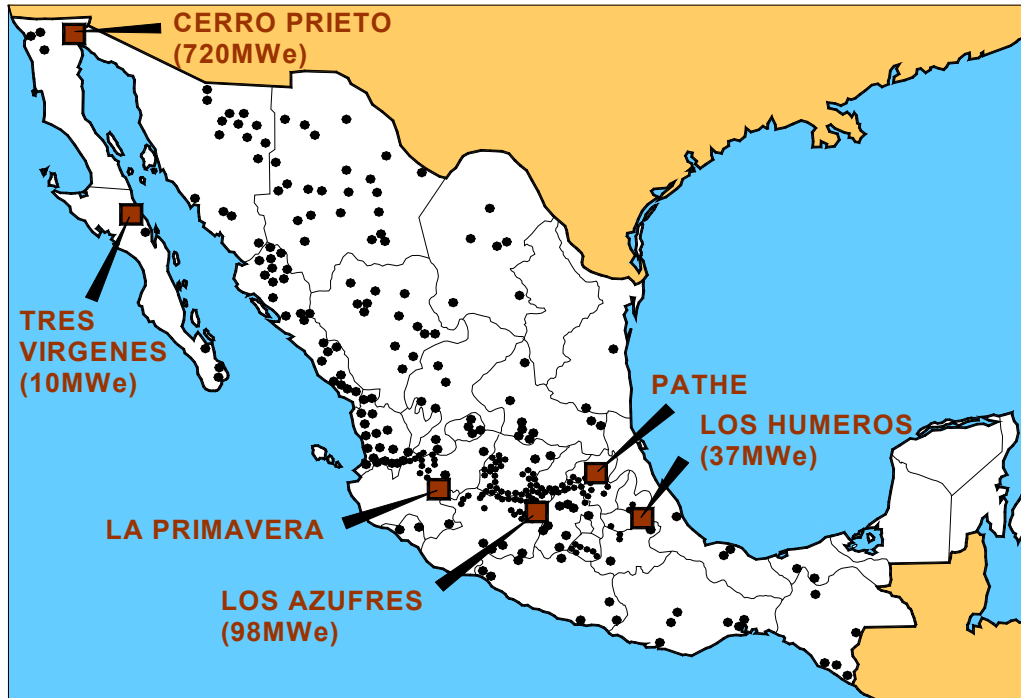 CERRO PRIETO
(720MWe)
TRES
VIRGENES
(10MWe)
PATHE
LOS HUMEROS
(37MWe)
LA PRIMAVERA
LOS AZUFRES
(98MWe)